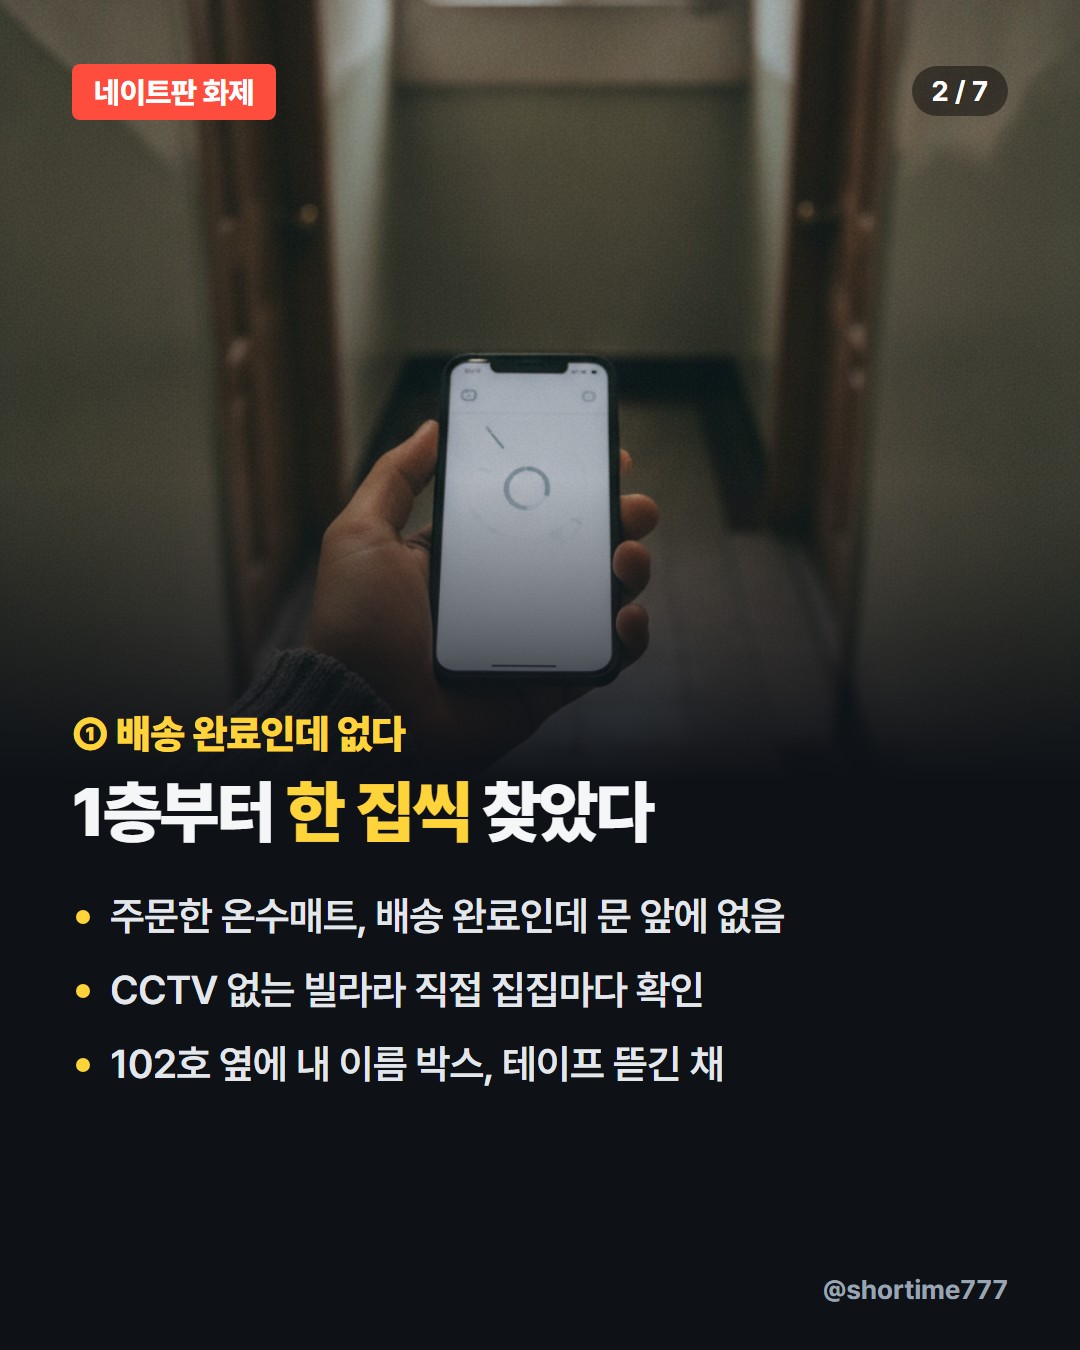 네이트판 화제
2 / 7
① 배송 완료인데 없다
1층부터 한 집씩 찾았다
• 주문한 온수매트, 배송 완료인데 문 앞에 없음
• CCTV 없는 빌라라 직접 집집마다 확인
• 102호 옆에 내 이름 박스, 테이프 뜯긴 채
@shortime777